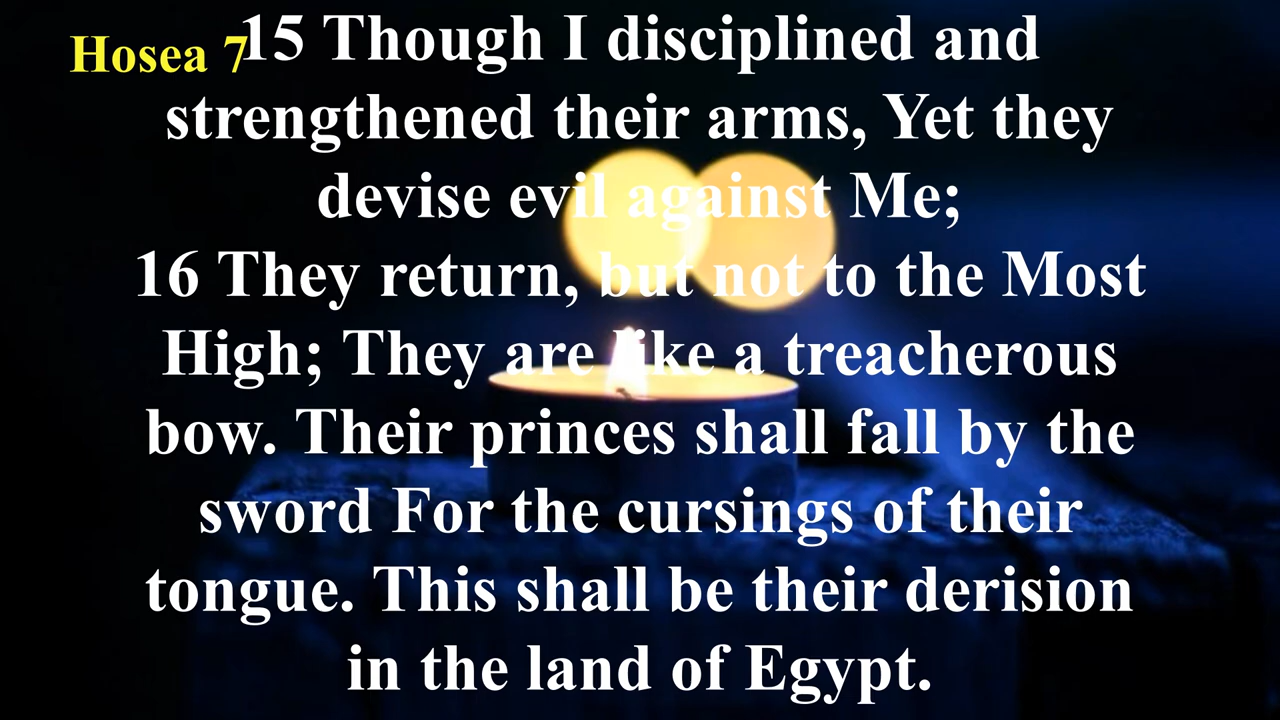 Hosea 7
15 Though I disciplined and
strengthened their arms, Yet they
devise evil against Me;
16 They return, but not to the Most
High; They are like a treacherous
bow. Their princes shall fall by the
sword For the cursings of their
tongue. This shall be their derision
in the land of Egypt.